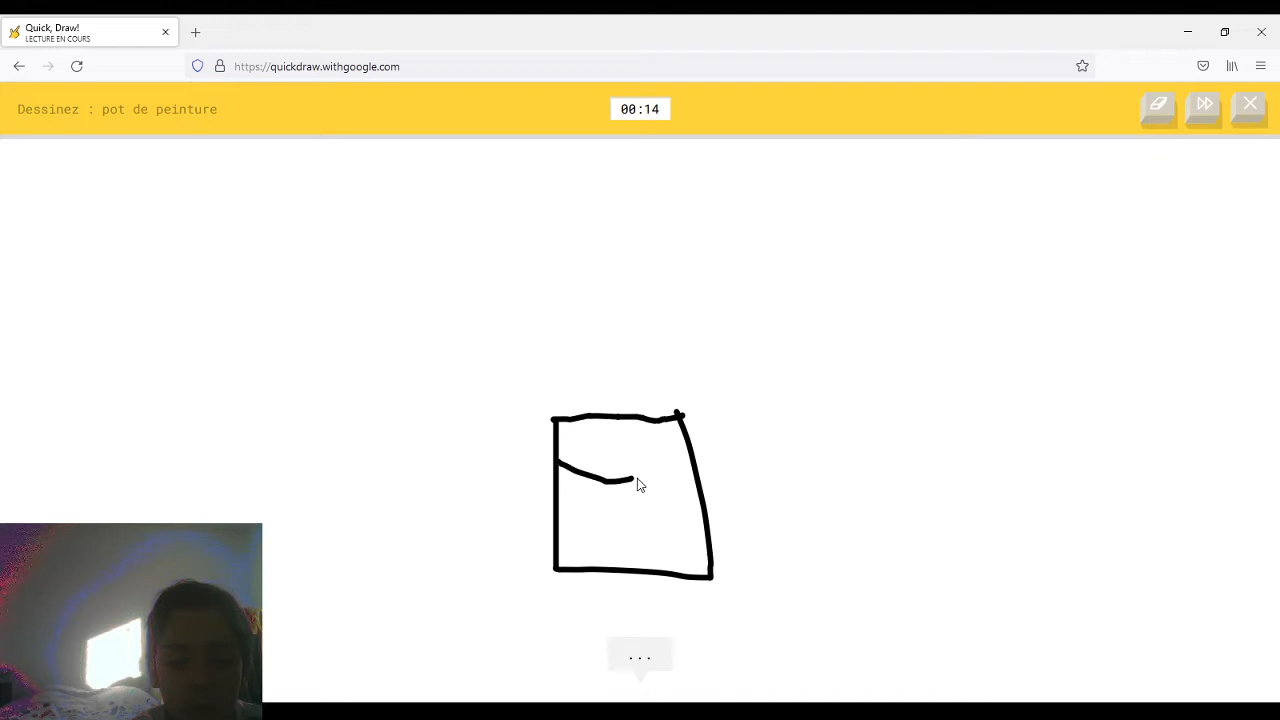 Quick, Draw!
LECTURE EN COURS
https://quickdraw.withgoogle.com
Dessinez : pot de peinture
00:14
...